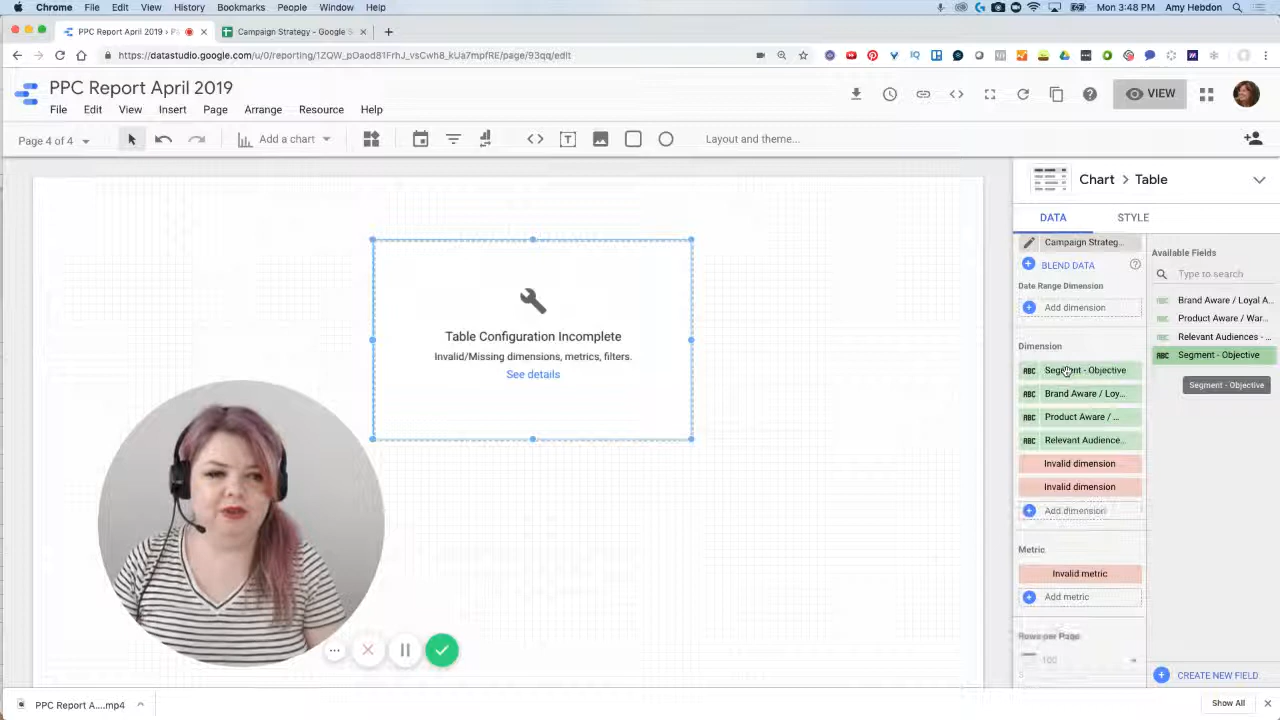 Chrome File Edit View History Bookmarks People Window Help Mon 3:48 PM Amy Hebdon
PPC Report April 2019 › P
Campaign Strategy - Google S
https://datastudio.google.com/u/0/reporting/1ZQW_pOaod81FrhJ_vsCwh8_kUa7mpfRE/page/93qq/edit
PPC Report April 2019
File Edit View Insert Page Arrange Resource Help
VIEW
Page 4 of 4
Add a chart
Layout and theme...
Chart > Table
DATA STYLE
Campaign Strateg...
BLEND DATA
Date Range Dimension
Add dimension
Dimension
ABC Segment - Objective
ABC Brand Aware / Loy...
ABC Product Aware / ...
ABC Relevant Audience...
Invalid dimension
Invalid dimension
Add dimension
Metric
Invalid metric
Add metric
Rows per Page
100
Available Fields
Type to search
Brand Aware / Loyal A...
Product Aware / War...
Relevant Audiences - ...
ABC Segment - Objective
Segment - Objective
CREATE NEW FIELD
Table Configuration Incomplete
Invalid/Missing dimensions, metrics, filters.
See details
PPC Report A....mp4
Show All